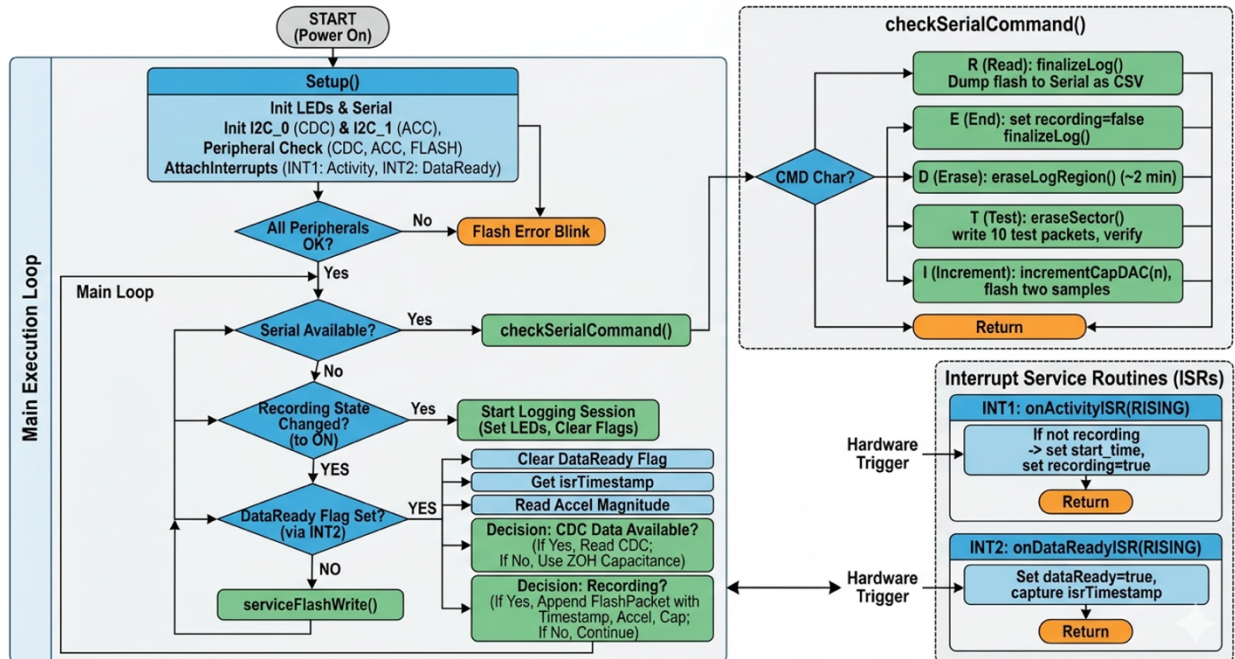 START
(Power On)
Main Execution Loop
Setup()
Init LEDs & Serial
Init I2C_0 (CDC) & I2C_1 (ACC),
Peripheral Check (CDC, ACC, FLASH)
AttachInterrupts (INT1: Activity, INT2: DataReady)
All Peripherals
OK?
No
Flash Error Blink
Yes
Main Loop
Serial Available?
Yes
checkSerialCommand()
No
Recording State
Changed?
(to ON)
Yes
Start Logging Session
(Set LEDs, Clear Flags)
YES
DataReady Flag Set?
(via INT2)
YES
Clear DataReady Flag
Get isrTimestamp
Read Accel Magnitude
Decision: CDC Data Available?
(If Yes, Read CDC;
If No, Use ZOH Capacitance)
Decision: Recording?
(If Yes, Append FlashPacket with
Timestamp, Accel, Cap;
If No, Continue)
NO
serviceFlashWrite()
checkSerialCommand()
CMD Char?
R (Read): finalizeLog()
Dump flash to Serial as CSV
E (End): set recording=false
finalizeLog()
D (Erase): eraseLogRegion() (~2 min)
T (Test): eraseSector()
write 10 test packets, verify
I (Increment): incrementCapDAC(n),
flash two samples
Return
Interrupt Service Routines (ISRs)
Hardware
Trigger
INT1: onActivityISR(RISING)
If not recording
-> set start_time,
set recording=true
Return
Hardware
Trigger
INT2: onDataReadyISR(RISING)
Set dataReady=true,
capture isrTimestamp
Return